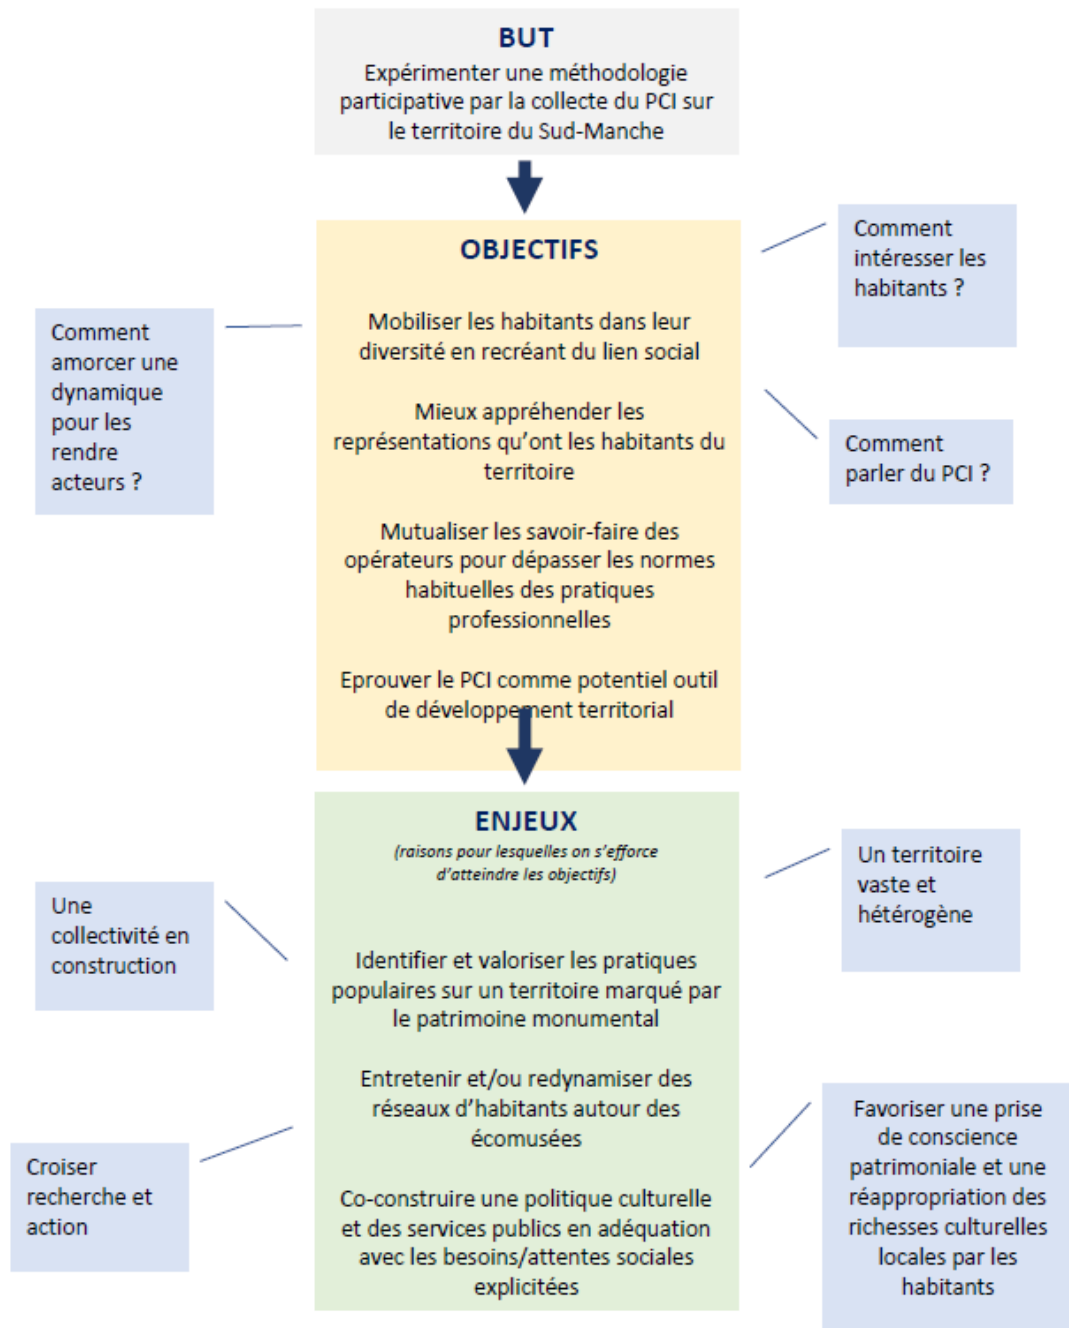 BUT
Expérimenter une méthodologie
participative par la collecte du PCI sur
le territoire du Sud-Manche
OBJECTIFS
Mobiliser les habitants dans leur
diversité en recréant du lien social
Mieux appréhender les
représentations qu'ont les habitants du
territoire
Mutualiser les savoir-faire des
opérateurs pour dépasser les normes
habituelles des pratiques
professionnelles
Eprouver le PCI comme potentiel outil
de développement territorial
Comment
intéresser les
habitants ?
Comment
amorcer une
dynamique
pour les
rendre
acteurs ?
Comment
parler du PCI ?
ENJEUX
(raisons pour lesquelles on s'efforce
d'atteindre les objectifs)
Identifier et valoriser les pratiques
populaires sur un territoire marqué par
le patrimoine monumental
Entretenir et/ou redynamiser des
réseaux d'habitants autour des
écomusées
Co-construire une politique culturelle
et des services publics en adéquation
avec les besoins/attentes sociales
explicitées
Un territoire
vaste et
hétérogène
Une
collectivité en
construction
Croiser
recherche et
action
Favoriser une prise
de conscience
patrimoniale et une
réappropriation des
richesses culturelles
locales par les
habitants